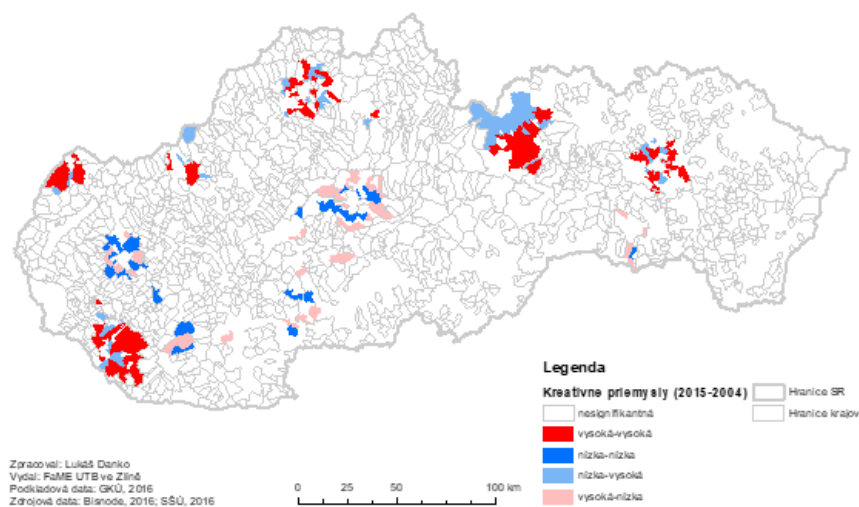 Legenda
Kreatívne priemysly (2015-2004)
nesignifikantná
vysoká-vysoká
nízka-nízka
nízka-vysoká
vysoká-nízka
Hranice SR
Hranice krajov
Zpracoval: Lukáš Danko
Vydal: FaME UTB ve Zlíně
Podkladová data: GKÚ, 2016
Zdrojová data: Bisnode, 2016; SŠÚ, 2016
0 25 50 100 km